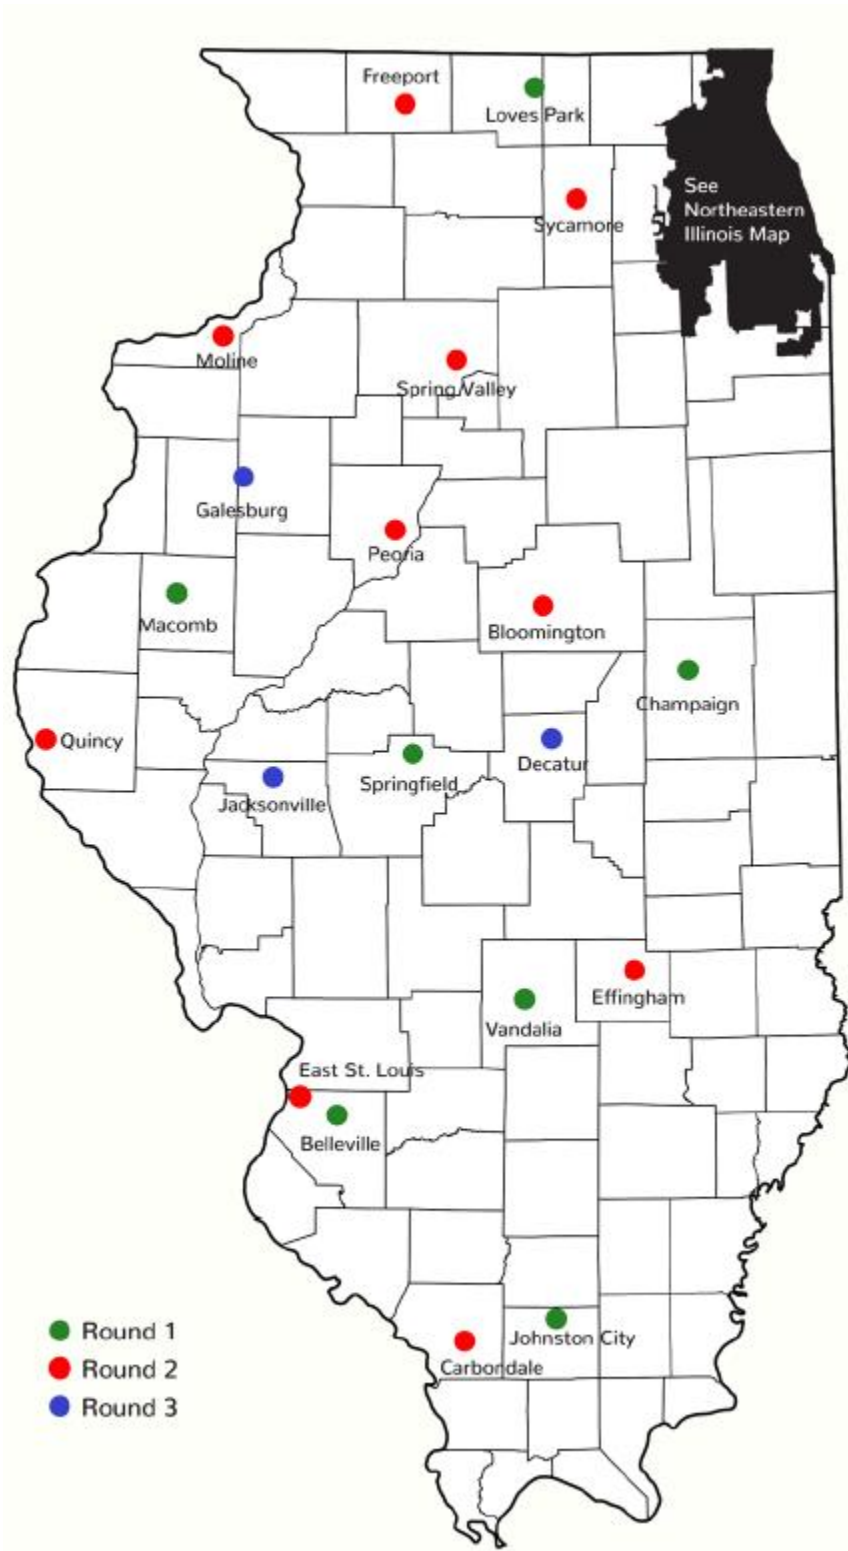 Freeport
Loves Park
See
Northeastern
Illinois Map
Sycamore
Moline
Spring Valley
Galesburg
Peoria
Macomb
Bloomington
Champaign
Quincy
Decatur
Springfield
Jacksonville
Effingham
Vandalia
East St. Louis
Belleville
Round 1
Johnston City
Round 2
Carbondale
Round 3